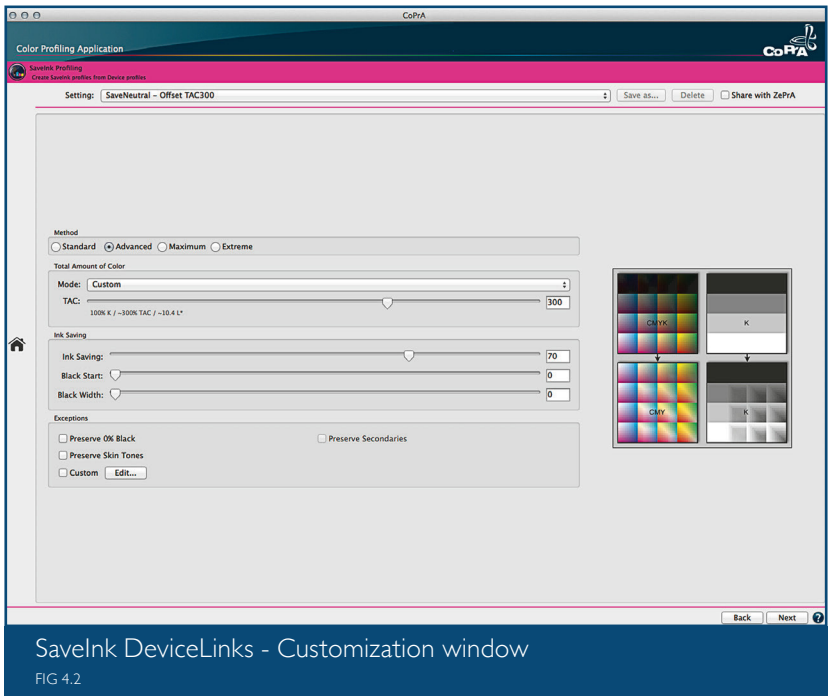 CoPrA
Color Profiling Application
CoPrA
SaveInk Profiling
Create SaveInk profiles from Device profiles
Setting: SaveNeutral – Offset TAC300 Save as... Delete Share with ZePrA
Method
Standard Advanced Maximum Extreme
Total Amount of Color
Mode: Custom
TAC: 300
100% K / ~300% TAC / ~10.4 L*
Ink Saving
Ink Saving: 70
Black Start: 0
Black Width: 0
Exceptions
Preserve 0% Black Preserve Secondaries
Preserve Skin Tones
Custom Edit...
CMYK K
CMY K
Back Next ?
SaveInk DeviceLinks - Customization window
FIG 4.2